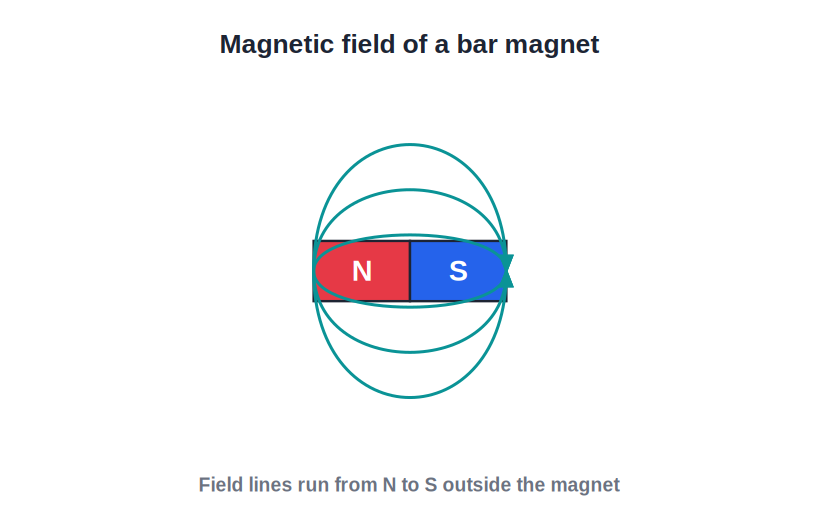 Magnetic field of a bar magnet
N S
Field lines run from N to S outside the magnet